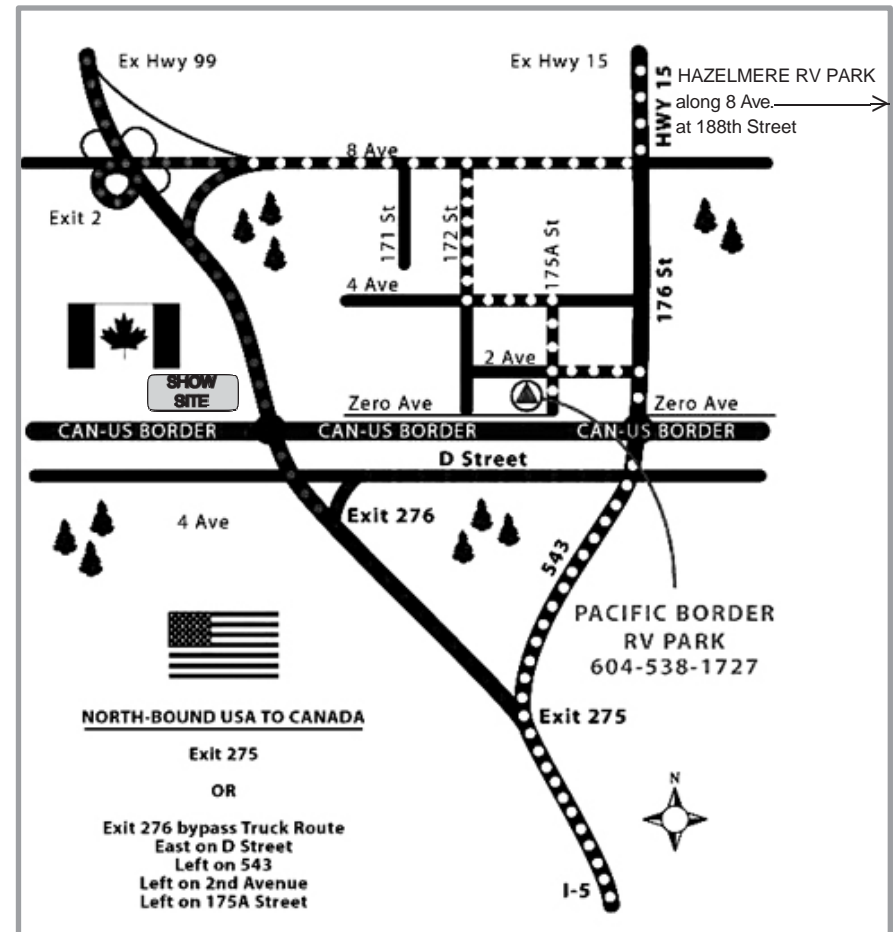 Ex Hwy 99
Ex Hwy 15
HWY 15
HAZELMERE RV PARK
along 8 Ave.
at 188th Street
8 Ave
Exit 2
171 St
172 St
175A St
176 St
4 Ave
2 Ave
SHOW
SITE
Zero Ave
Zero Ave
CAN-US BORDER
CAN-US BORDER
CAN-US BORDER
D Street
4 Ave
Exit 276
543
PACIFIC BORDER
RV PARK
604-538-1727
NORTH-BOUND USA TO CANADA
Exit 275
Exit 275
OR
Exit 276 bypass Truck Route
East on D Street
Left on 543
Left on 2nd Avenue
Left on 175A Street
N
I-5